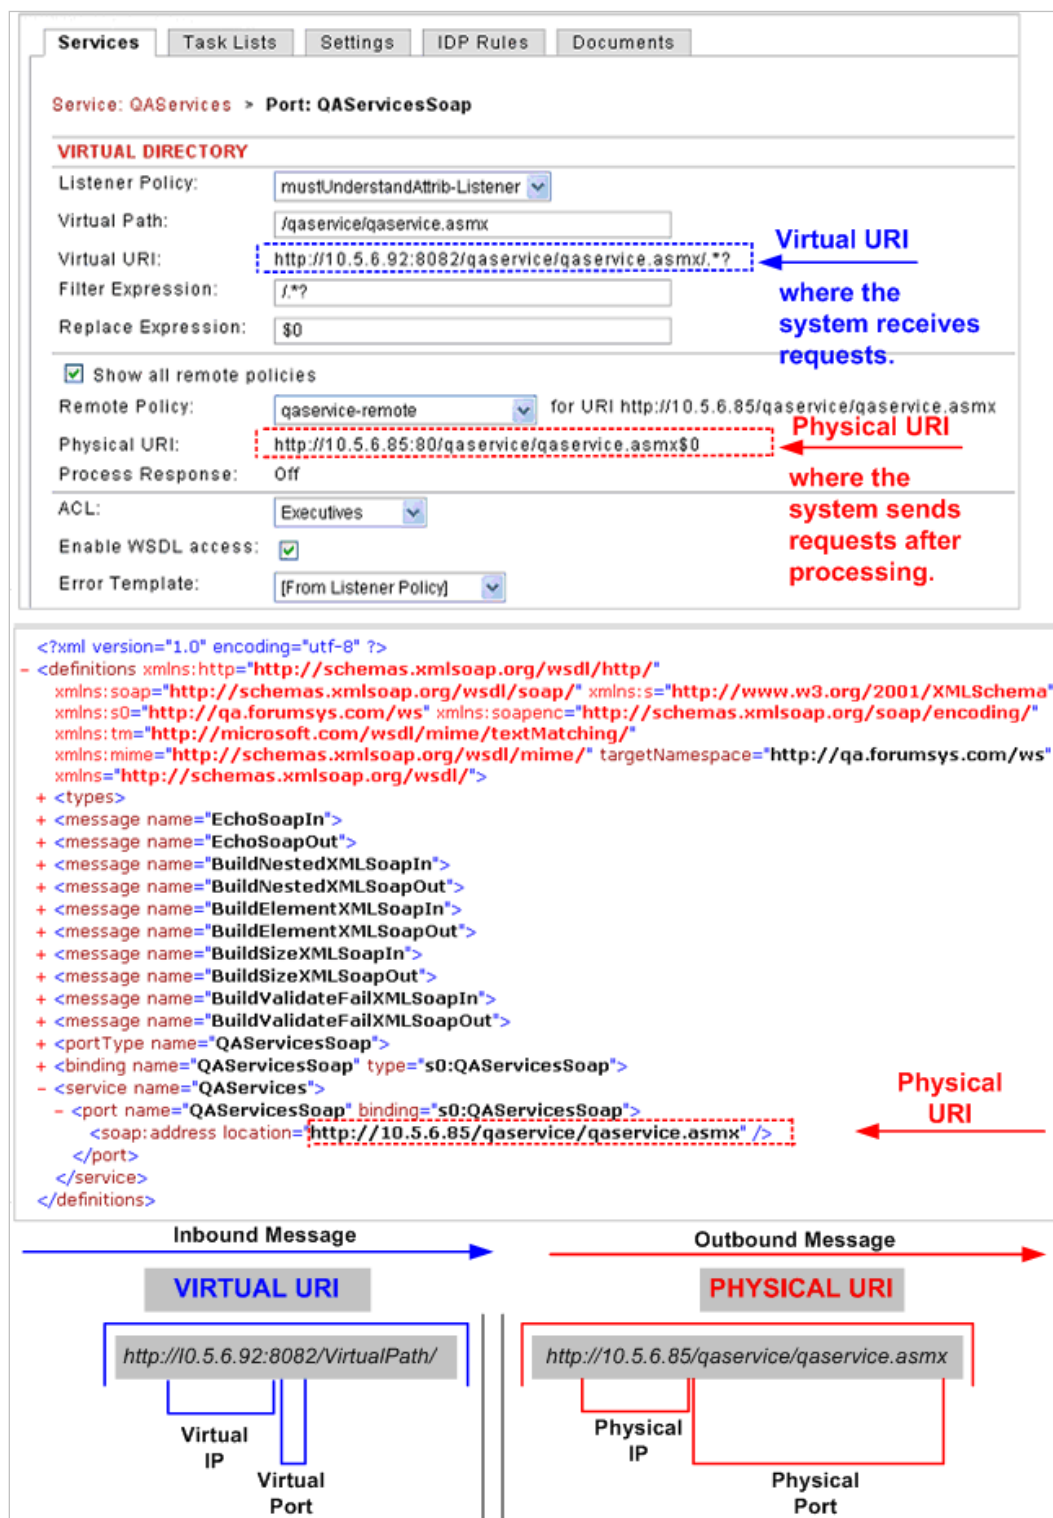 Services Task Lists Settings IDP Rules Documents
Service: QAServices > Port: QAServicesSoap
VIRTUAL DIRECTORY
Listener Policy: mustUnderstandAttrib-Listener
Virtual Path: /qaservice/qaservice.asmx
Virtual URI: http://10.5.6.92:8082/qaservice/qaservice.asmx/.*?
Filter Expression: /.*?
Replace Expression: $0
Virtual URI
where the
system receives
requests.
Show all remote policies
Remote Policy: qaservice-remote for URI http://10.5.6.85/qaservice/qaservice.asmx
Physical URI: http://10.5.6.85:80/qaservice/qaservice.asmx$0
Process Response: Off
ACL: Executives
Enable WSDL access:
Error Template: [From Listener Policy]
Physical URI
where the
system sends
requests after
processing.
<?xml version="1.0" encoding="utf-8" ?>
- <definitions xmlns:http="http://schemas.xmlsoap.org/wsdl/http/"
xmlns:soap="http://schemas.xmlsoap.org/wsdl/soap/" xmlns:s="http://www.w3.org/2001/XMLSchema"
xmlns:s0="http://qa.forumsys.com/ws" xmlns:soapenc="http://schemas.xmlsoap.org/soap/encoding/"
xmlns:tm="http://microsoft.com/wsdl/mime/textMatching/"
xmlns:mime="http://schemas.xmlsoap.org/wsdl/mime/" targetNamespace="http://qa.forumsys.com/ws"
xmlns="http://schemas.xmlsoap.org/wsdl/">
+ <types>
+ <message name="EchoSoapIn">
+ <message name="EchoSoapOut">
+ <message name="BuildNestedXMLSoapIn">
+ <message name="BuildNestedXMLSoapOut">
+ <message name="BuildElementXMLSoapIn">
+ <message name="BuildElementXMLSoapOut">
+ <message name="BuildSizeXMLSoapIn">
+ <message name="BuildSizeXMLSoapOut">
+ <message name="BuildValidateFailXMLSoapIn">
+ <message name="BuildValidateFailXMLSoapOut">
+ <portType name="QAServicesSoap">
+ <binding name="QAServicesSoap" type="s0:QAServicesSoap">
- <service name="QAServices">
- <port name="QAServicesSoap" binding="s0:QAServicesSoap">
<soap:address location="http://10.5.6.85/qaservice/qaservice.asmx" />
</port>
</service>
</definitions>
Physical
URI
Inbound Message
VIRTUAL URI
http://I0.5.6.92:8082/VirtualPath/
Virtual
IP
Virtual
Port
Outbound Message
PHYSICAL URI
http://10.5.6.85/qaservice/qaservice.asmx
Physical
IP
Physical
Port